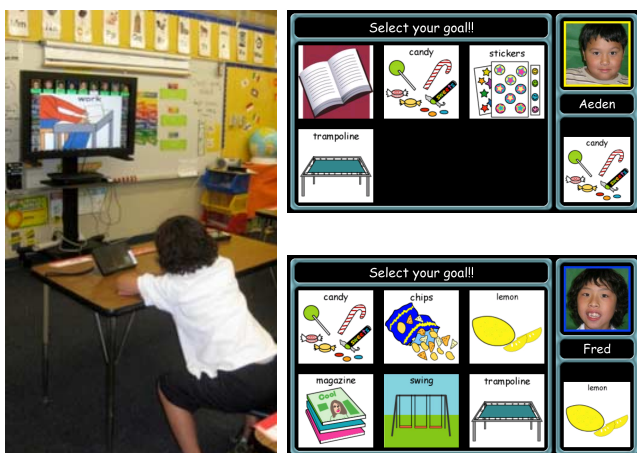 work
Select your goal!!
candy
stickers
trampoline
Aeden
candy
Select your goal!!
candy
chips
lemon
magazine
swing
trampoline
Goal
Fred
lemon